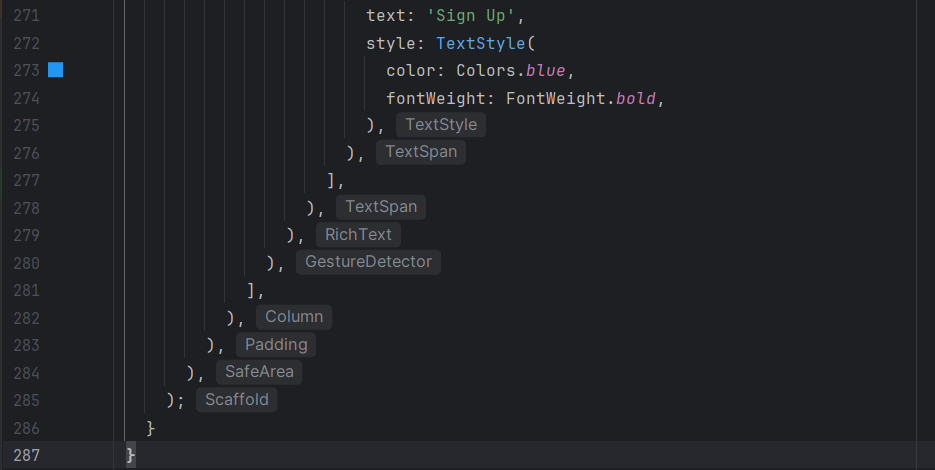 271 text: 'Sign Up',
272 style: TextStyle(
273 color: Colors.blue,
274 fontWeight: FontWeight.bold,
275 ), TextStyle
276 ), TextSpan
277 ],
278 ), TextSpan
279 ), RichText
280 ), GestureDetector
281 ],
282 ), Column
283 ), Padding
284 ), SafeArea
285 ); Scaffold
286 }
287 }